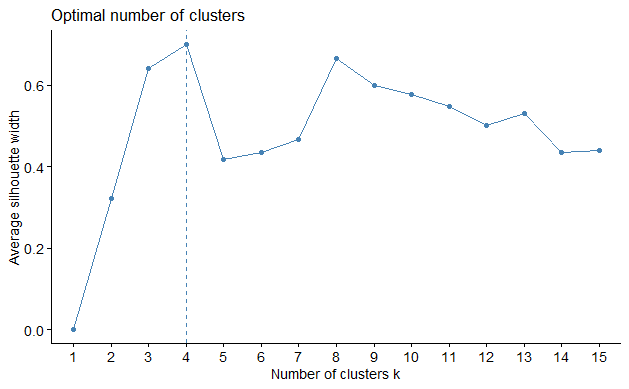 Optimal number of clusters
Average silhouette width
0.6
0.4
0.2
0.0
1 2 3 4 5 6 7 8 9 10 11 12 13 14 15
Number of clusters k